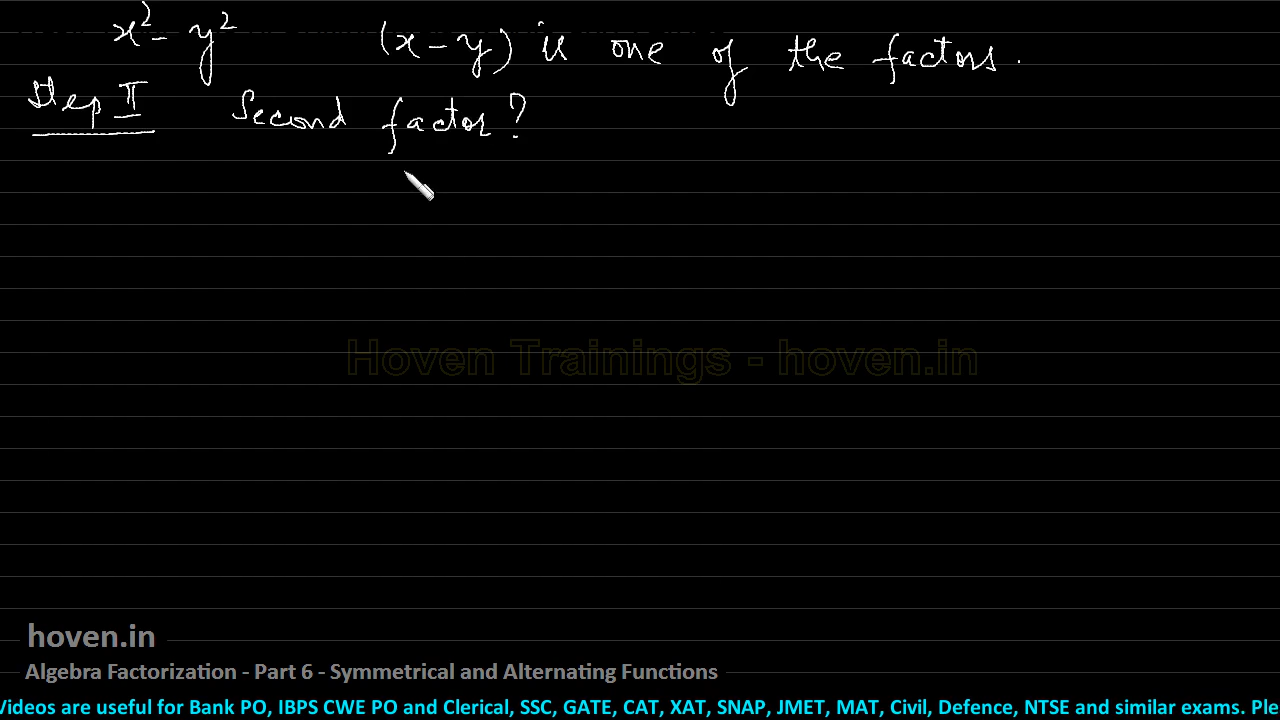 x² - y² (x - y) is one of the factors.
Step II Second factor?
Hoven Trainings - hoven.in
hoven.in
Algebra Factorization - Part 6 - Symmetrical and Alternating Functions
Videos are useful for Bank PO, IBPS CWE PO and Clerical, SSC, GATE, CAT, XAT, SNAP, JMET, MAT, Civil, Defence, NTSE and similar exams. Ple